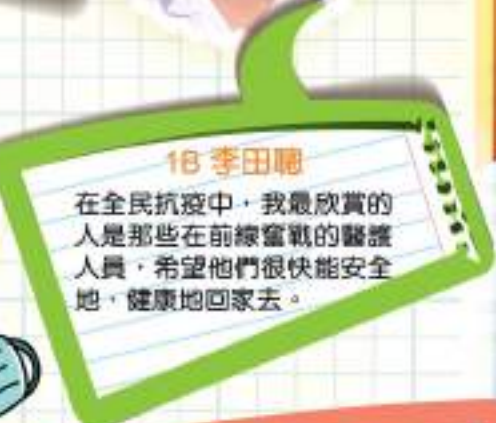 1B 李田聰
在全民抗疫中，我最欣賞的
人是那些在前線奮戰的醫護
人員，希望他們很快能安全
地，健康地回家去。